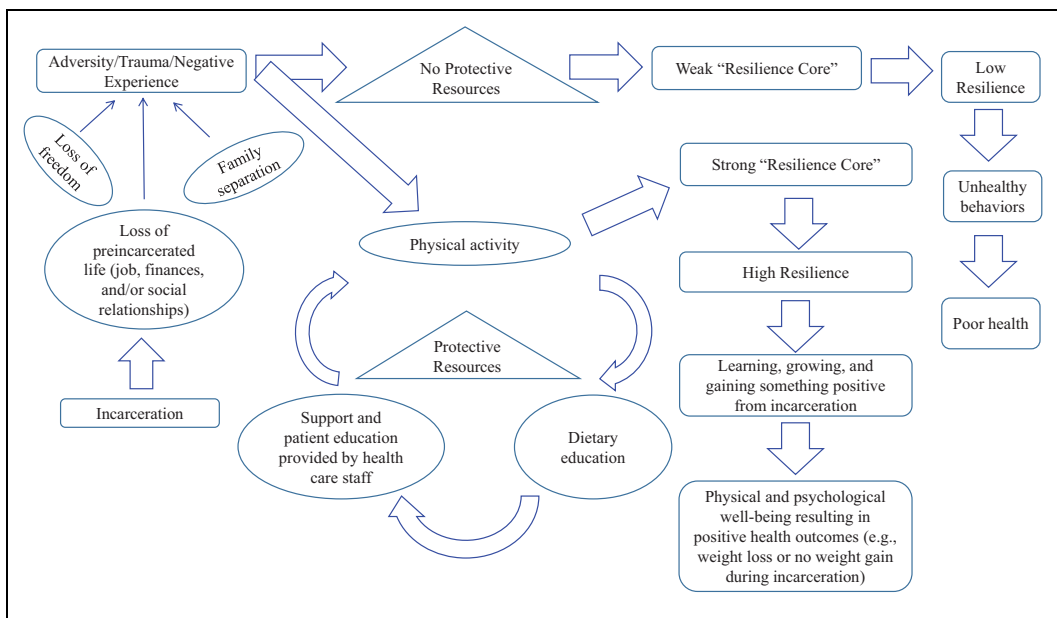 Adversity/Trauma/Negative
Experience
No Protective
Resources
Weak “Resilience Core”
Low
Resilience
Loss of
freedom
Family
separation
Strong “Resilience Core”
Unhealthy
behaviors
Loss of
preincarcerated
life (job, finances,
and/or social
relationships)
Physical activity
High Resilience
Poor health
Protective
Resources
Learning, growing, and
gaining something positive
from incarceration
Incarceration
Support and
patient education
provided by health
care staff
Dietary
education
Physical and psychological
well-being resulting in
positive health outcomes (e.g.,
weight loss or no weight gain
during incarceration)